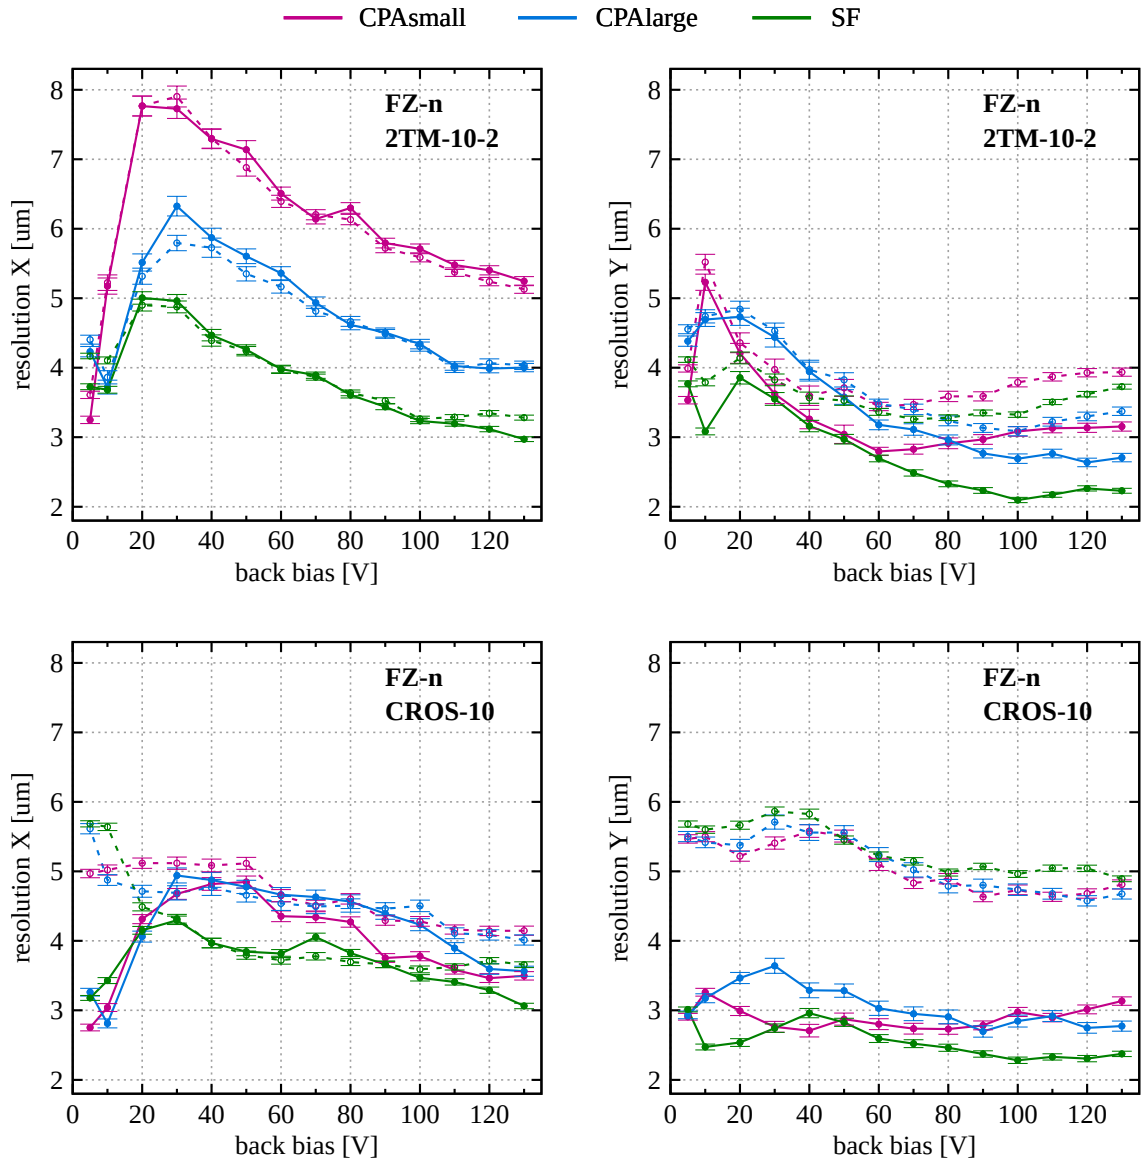 CPAsmall CPAlarge SF
8
7
6
5
4
3
2
resolution X [um]
FZ-n
2TM-10-2
0 20 40 60 80 100 120
back bias [V]
8
7
6
5
4
3
2
resolution Y [um]
FZ-n
2TM-10-2
0 20 40 60 80 100 120
back bias [V]
8
7
6
5
4
3
2
resolution X [um]
FZ-n
CROS-10
0 20 40 60 80 100 120
back bias [V]
8
7
6
5
4
3
2
resolution Y [um]
FZ-n
CROS-10
0 20 40 60 80 100 120
back bias [V]